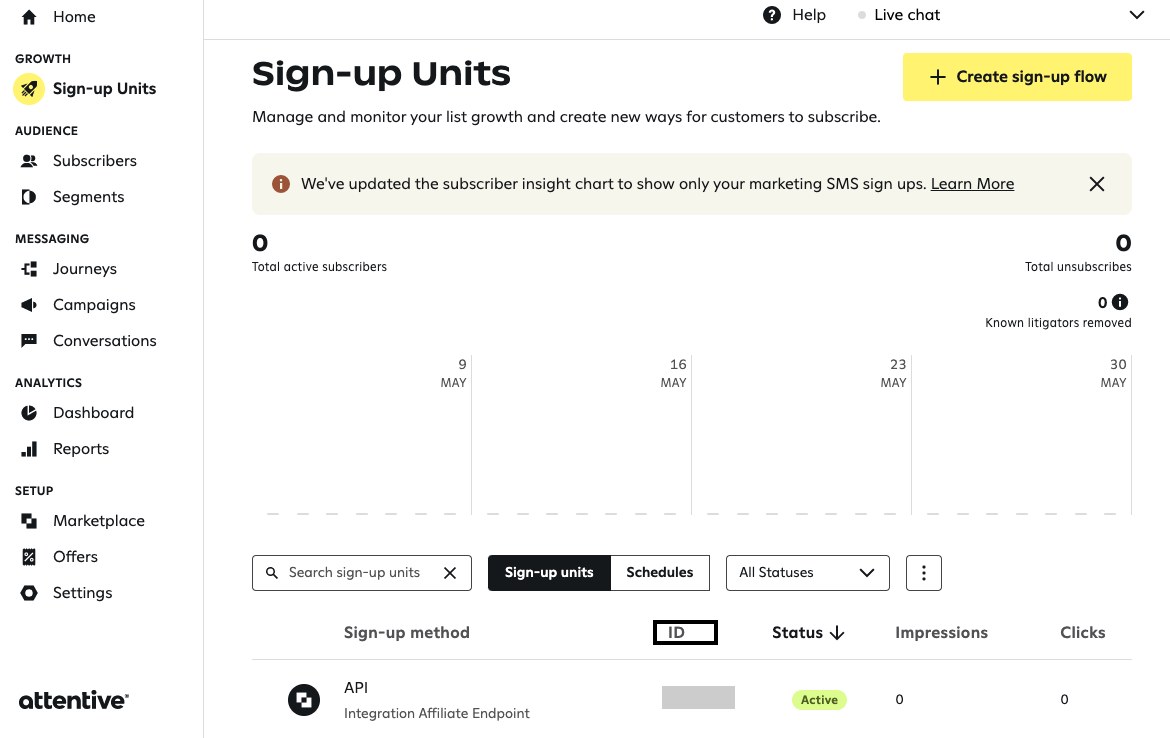 Home
GROWTH
Sign-up Units
AUDIENCE
Subscribers
Segments
MESSAGING
Journeys
Campaigns
Conversations
ANALYTICS
Dashboard
Reports
SETUP
Marketplace
Offers
Settings
attentive®
Help
Live chat
Sign-up Units
+ Create sign-up flow
Manage and monitor your list growth and create new ways for customers to subscribe.
We've updated the subscriber insight chart to show only your marketing SMS sign ups. Learn More
0
Total active subscribers
0
Total unsubscribes
0
Known litigators removed
9
MAY
16
MAY
23
MAY
30
MAY
Search sign-up units
Sign-up units
Schedules
All Statuses
Sign-up method ID Status Impressions Clicks
API
Integration Affiliate Endpoint
Active
0
0